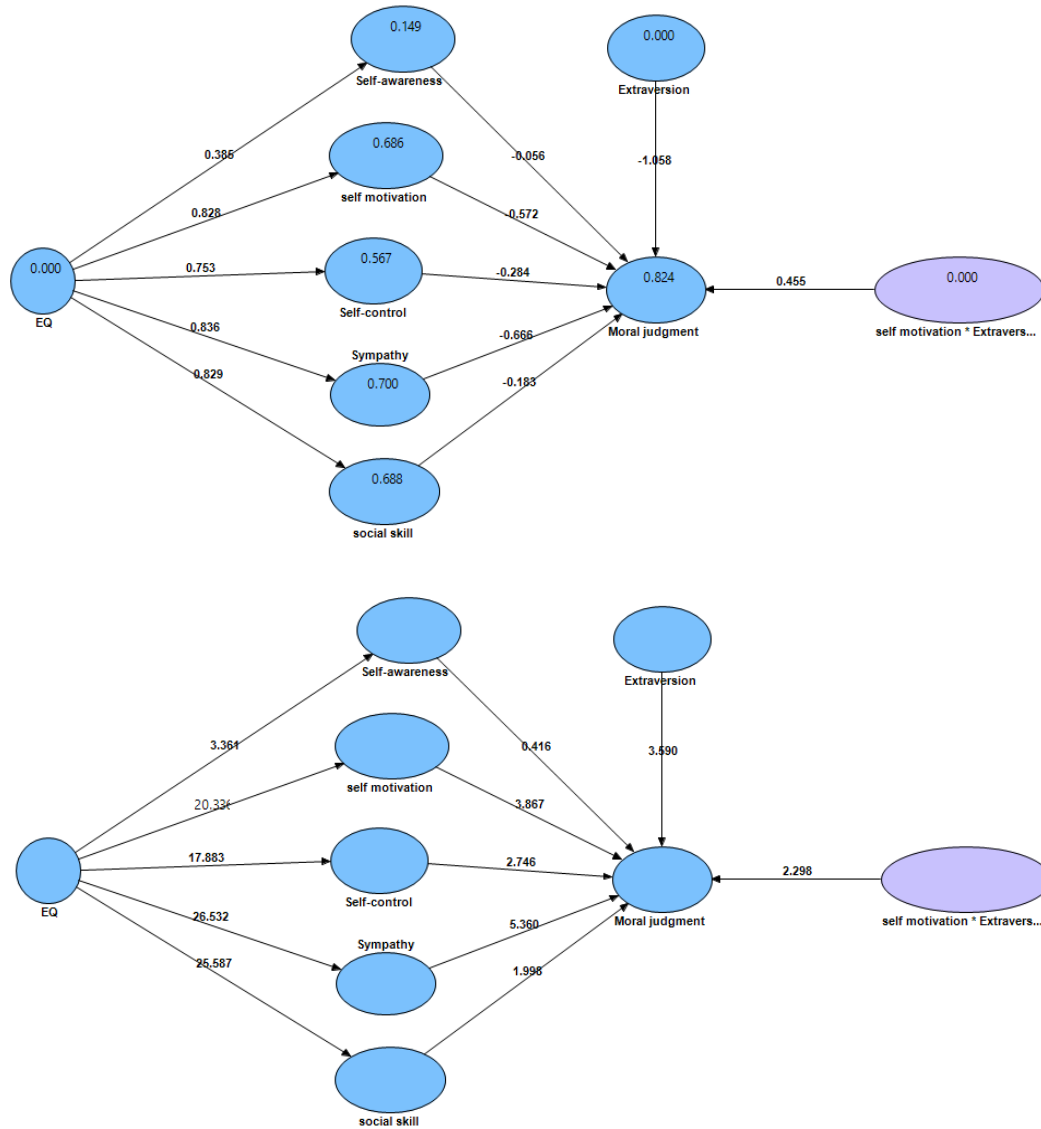 0.149
Self-awareness
0.000
Extraversion
0.385
-0.056
-1.058
0.686
self motivation
0.828
-0.572
0.000
EQ
0.753
0.567
Self-control
-0.284
0.824
Moral judgment
0.455
0.000
self motivation * Extravers...
0.836
Sympathy
0.700
-0.666
0.829
-0.183
0.688
social skill
Self-awareness
Extraversion
3.361
0.416
3.590
self motivation
20.33
3.867
EQ
17.883
Self-control
2.746
Moral judgment
2.298
self motivation * Extravers...
26.532
Sympathy
5.360
25.587
1.998
social skill